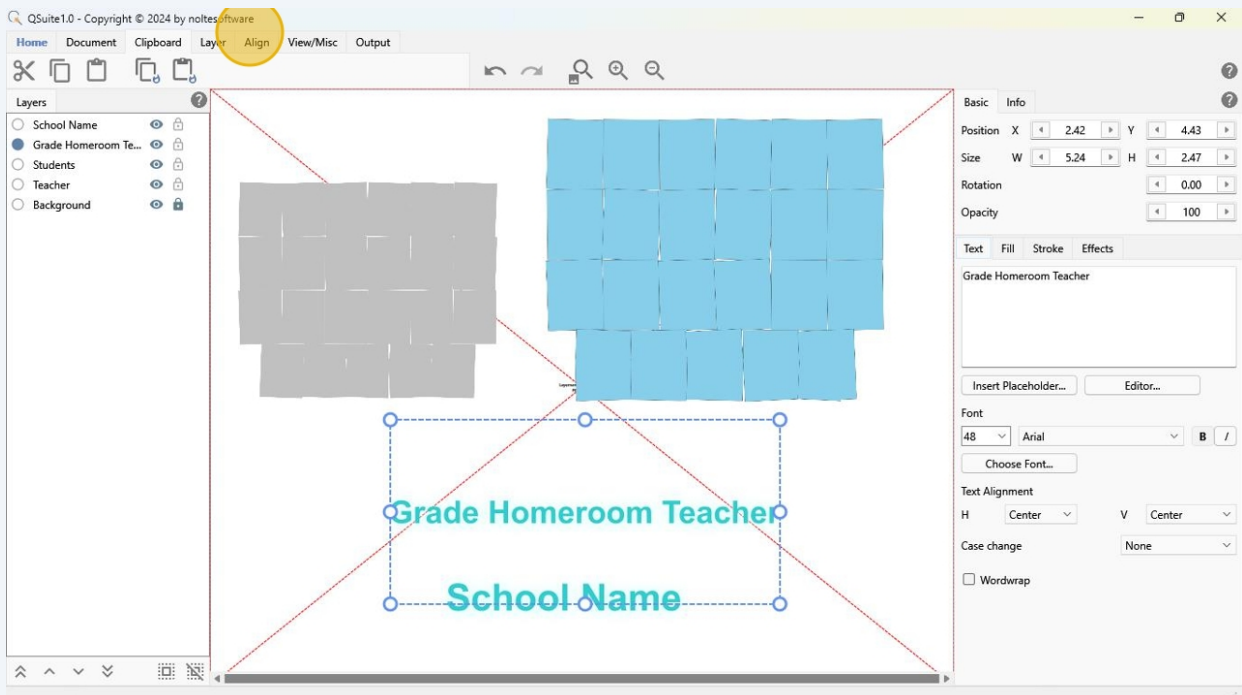 QSuite1.0 - Copyright © 2024 by noltesoftware
Home Document Clipboard Layer Align View/Misc Output
Layers
School Name
Grade Homeroom Te...
Students
Teacher
Background
Grade Homeroom Teacher
School Name
Basic Info
Position X 2.42 Y 4.43
Size W 5.24 H 2.47
Rotation 0.00
Opacity 100
Text Fill Stroke Effects
Grade Homeroom Teacher
Insert Placeholder... Editor...
Font
48 Arial B I
Choose Font...
Text Alignment
H Center V Center
Case change None
Wordwrap